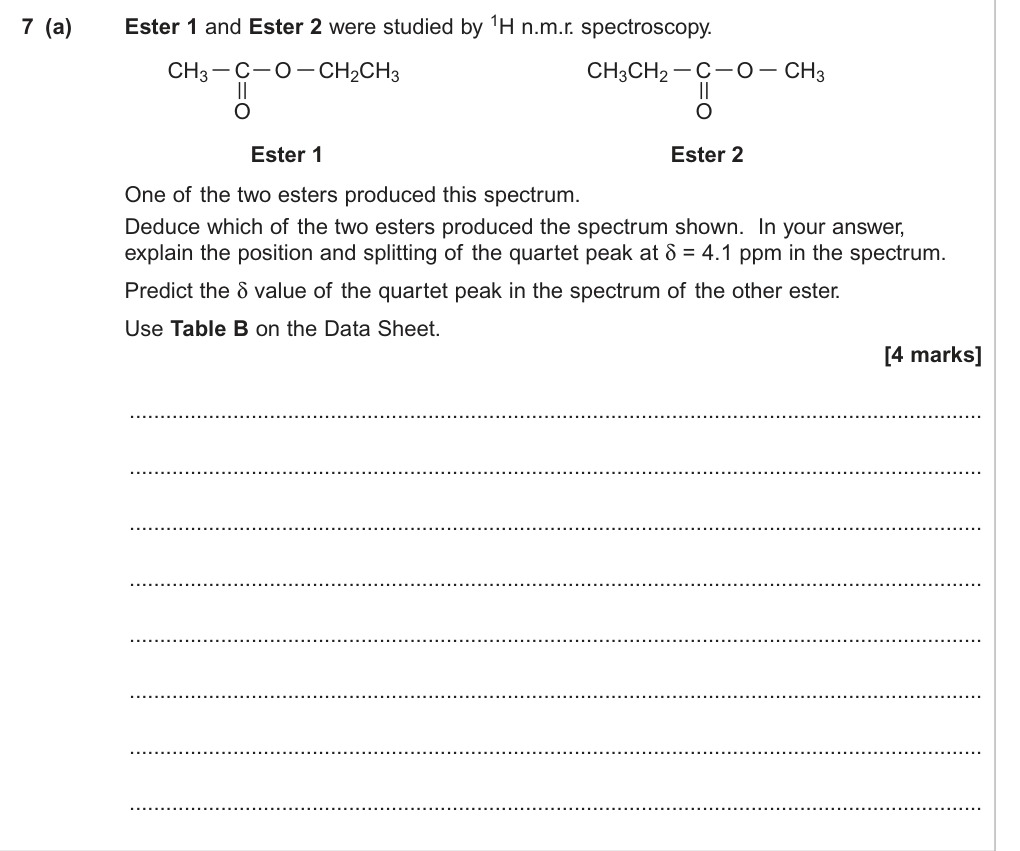 7 (a) Ester 1 and Ester 2 were studied by ¹H n.m.r. spectroscopy.
CH₃—C—O—CH₂CH₃ CH₃CH₂—C—O—CH₃
|| ||
O O
Ester 1 Ester 2
One of the two esters produced this spectrum.
Deduce which of the two esters produced the spectrum shown. In your answer,
explain the position and splitting of the quartet peak at δ = 4.1 ppm in the spectrum.
Predict the δ value of the quartet peak in the spectrum of the other ester.
Use Table B on the Data Sheet.
[4 marks]